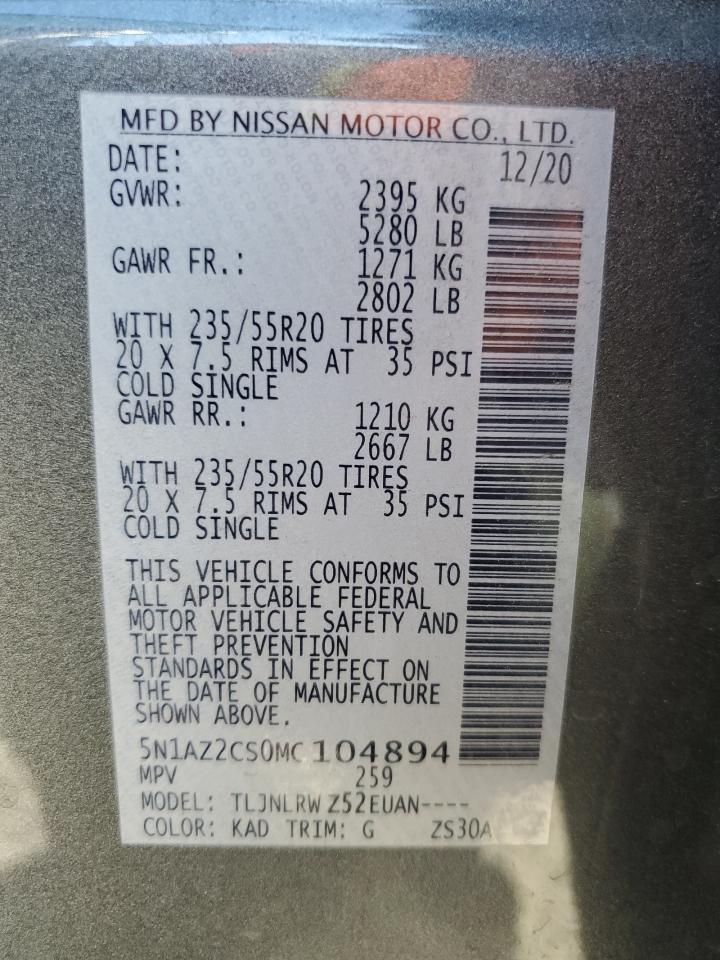 MFD BY NISSAN MOTOR CO., LTD.
DATE: 12/20
GVWR: 2395 KG
5280 LB
GAWR FR.: 1271 KG
2802 LB
WITH 235/55R20 TIRES
20 X 7.5 RIMS AT 35 PSI
COLD SINGLE
GAWR RR.: 1210 KG
2667 LB
WITH 235/55R20 TIRES
20 X 7.5 RIMS AT 35 PSI
COLD SINGLE
THIS VEHICLE CONFORMS TO
ALL APPLICABLE FEDERAL
MOTOR VEHICLE SAFETY AND
THEFT PREVENTION
STANDARDS IN EFFECT ON
THE DATE OF MANUFACTURE
SHOWN ABOVE.
5N1AZ2CS0MC104894
MPV 259
MODEL: TLJNLRW Z52EUAN----
COLOR: KAD TRIM: G ZS30A